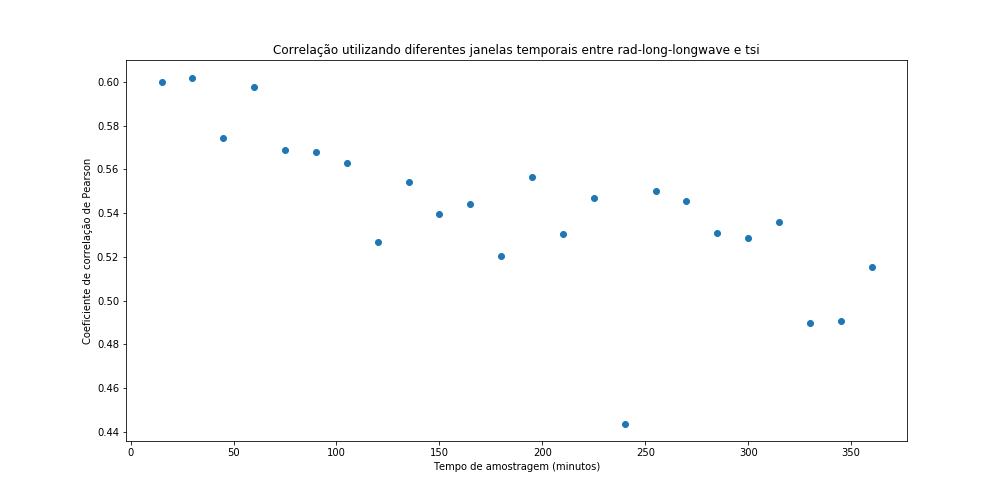 Correlação utilizando diferentes janelas temporais entre rad-long-longwave e tsi
Coeficiente de correlação de Pearson
0.60
0.58
0.56
0.54
0.52
0.50
0.48
0.46
0.44
0 50 100 150 200 250 300 350
Tempo de amostragem (minutos)